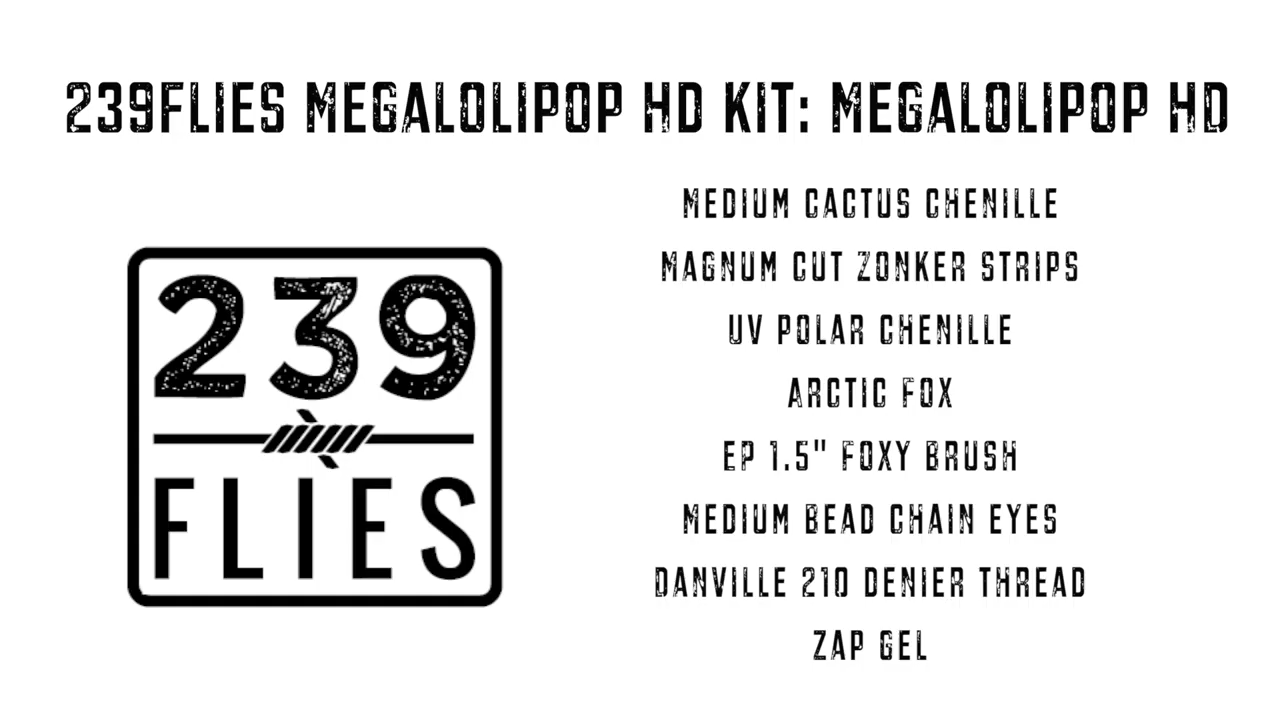 239FLIES MEGALOLIPOP HD KIT: MEGALOLIPOP HD
239
FLIES
MEDIUM CACTUS CHENILLE
MAGNUM CUT ZONKER STRIPS
UV POLAR CHENILLE
ARCTIC FOX
EP 1.5" FOXY BRUSH
MEDIUM BEAD CHAIN EYES
DANVILLE 210 DENIER THREAD
ZAP GEL